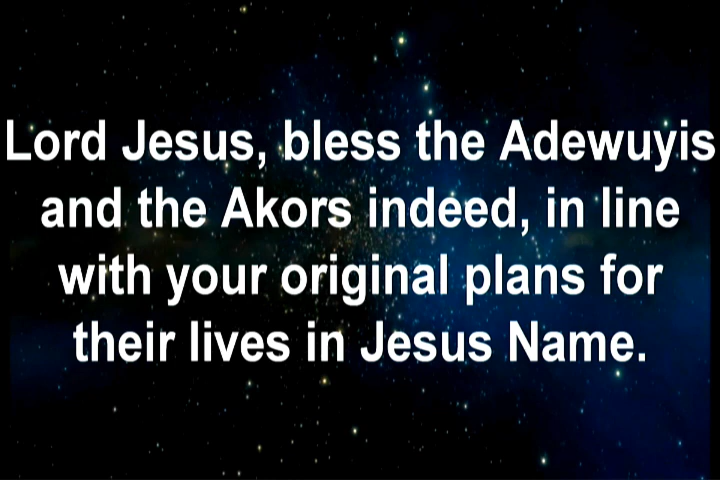 Lord Jesus, bless the Adewuyis
and the Akors indeed, in line
with your original plans for
their lives in Jesus Name.